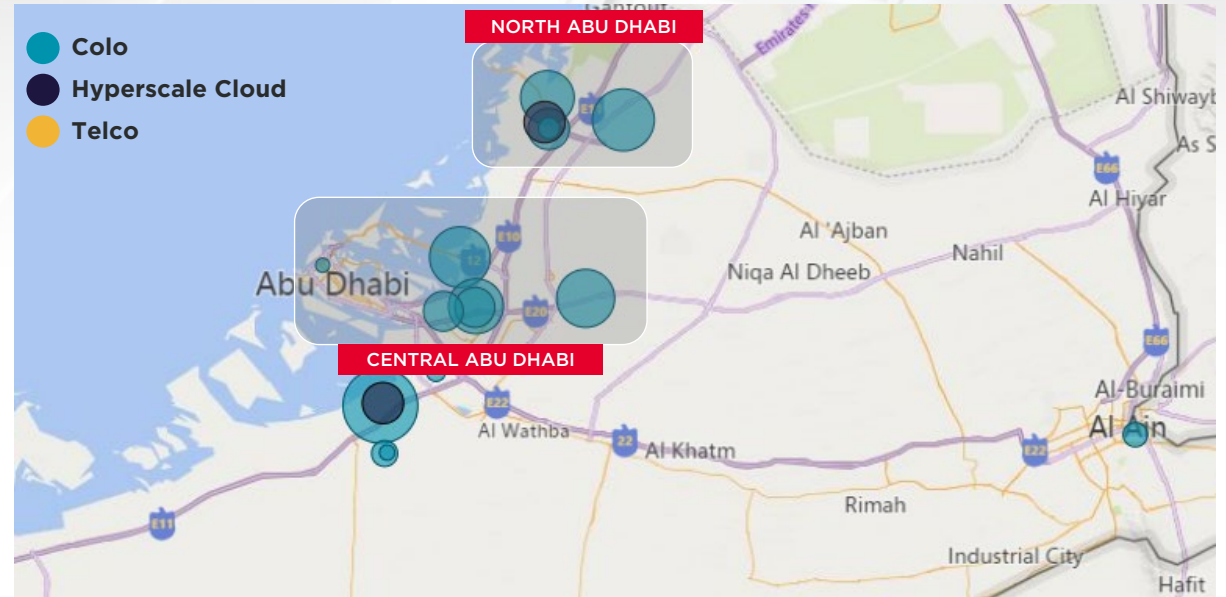 Colo
Hyperscale Cloud
Telco
NORTH ABU DHABI
Emirates
E11
Al Shiwayb
As S
E66
Al Hiyar
Al 'Ajban
Nahil
Niqa Al Dheeb
E10
12
Abu Dhabi
E20
CENTRAL ABU DHABI
E66
Al-Buraimi
Al Ain
E22
Al Wathba
22
Al Khatm
E22
Rimah
E11
Industrial City
Hafit